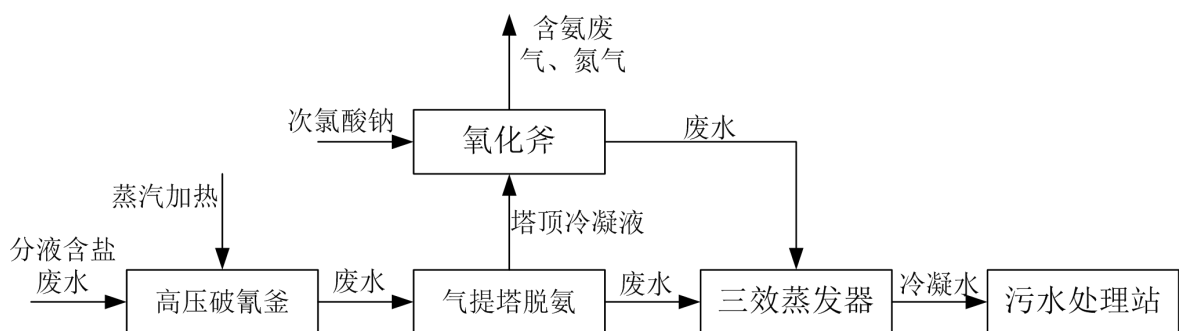 含氨废
气、氮气
次氯酸钠
氧化斧
废水
蒸汽加热
塔顶冷凝液
分液含盐
废水
高压破氰釜
废水
气提塔脱氨
废水
三效蒸发器
冷凝水
污水处理站